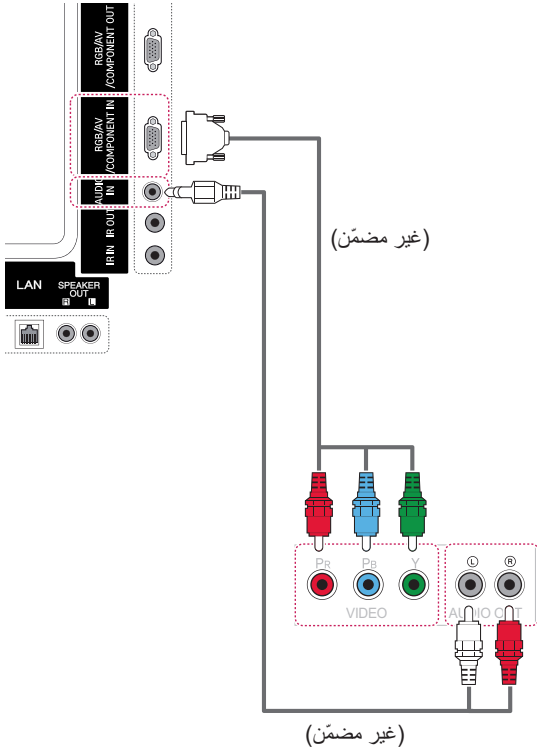 RGB/AV
/COMPONENT OUT
RGB/AV
/COMPONENT IN
AUDIO
IN
IR OUT
IR IN
(غير مضمّن)
LAN
SPEAKER
OUT
R L
PR PB Y
VIDEO
L R
AUDIO OUT
(غير مضمّن)